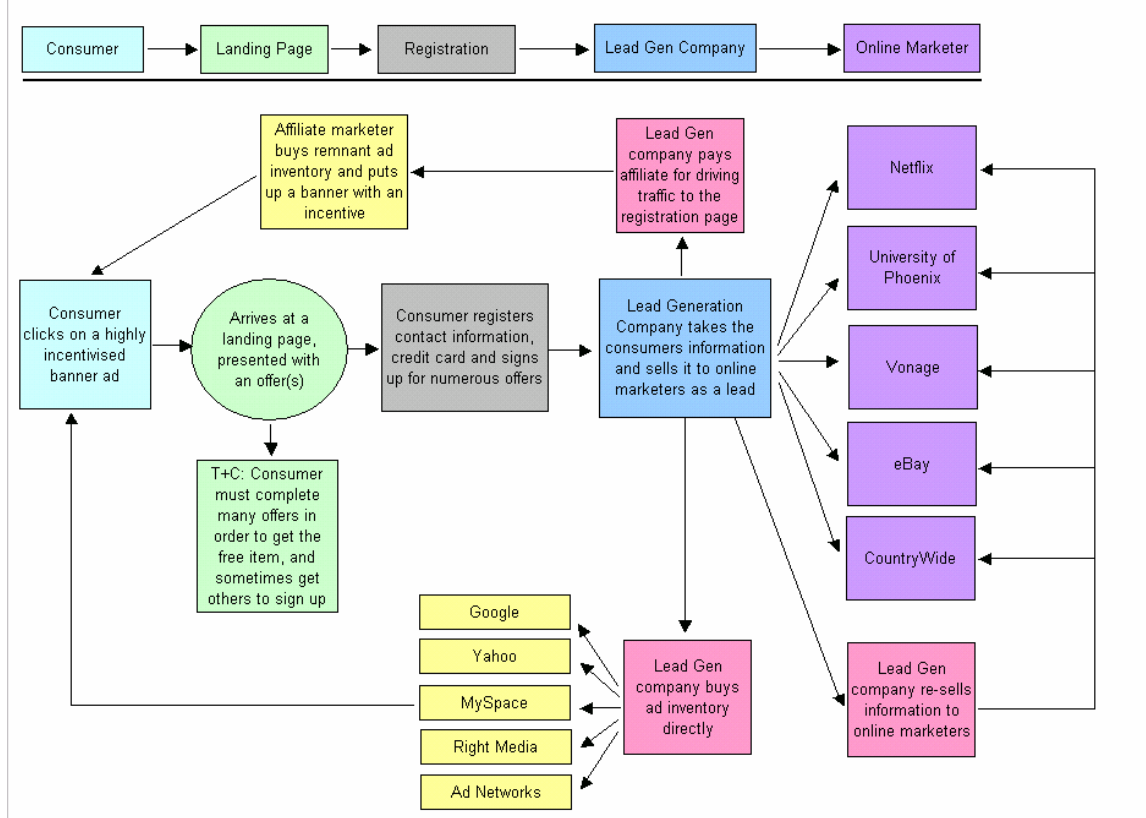 Consumer
Landing Page
Registration
Lead Gen Company
Online Marketer
Affiliate marketer
buys remnant ad
inventory and puts
up a banner with an
incentive
Lead Gen
company pays
affiliate for driving
traffic to the
registration page
Netflix
University of
Phoenix
Vonage
eBay
CountryWide
Consumer
clicks on a highly
incentivised
banner ad
Arrives at a
landing page,
presented with
an offer(s)
Consumer registers
contact information,
credit card and signs
up for numerous offers
Lead Generation
Company takes the
consumers information
and sells it to online
marketers as a lead
T+C: Consumer
must complete
many offers in
order to get the
free item, and
sometimes get
others to sign up
Google
Yahoo
MySpace
Right Media
Ad Networks
Lead Gen
company buys
ad inventory
directly
Lead Gen
company re-sells
information to
online marketers